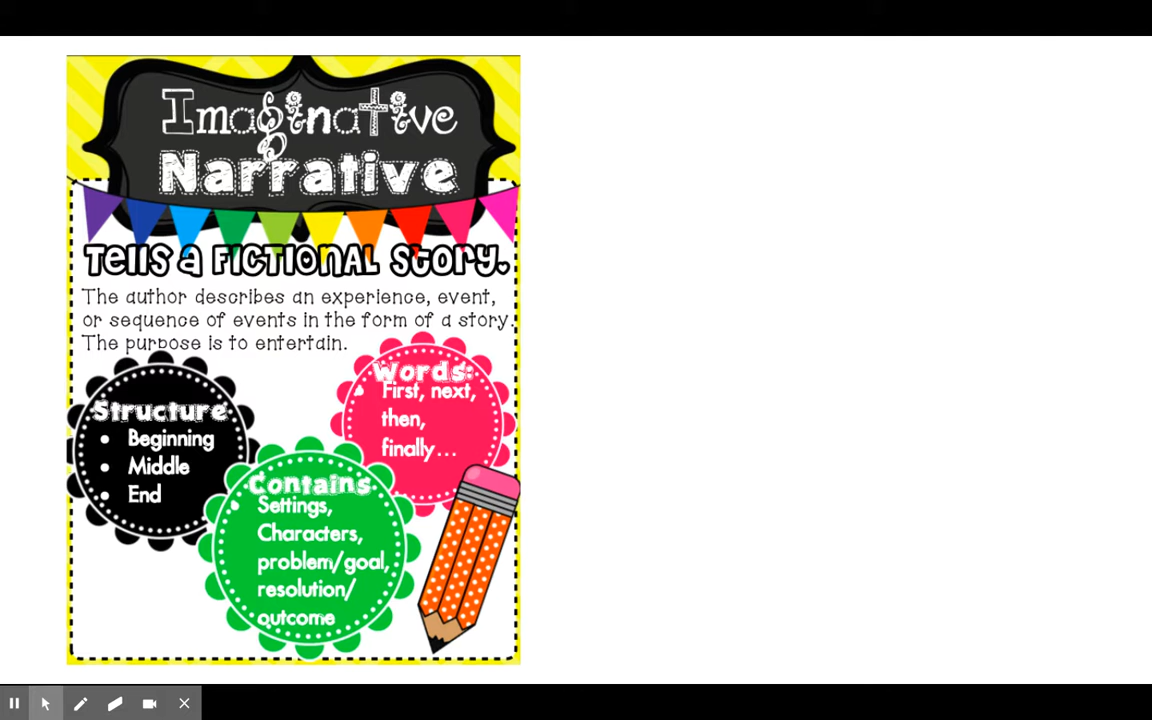 Imaginative
Narrative
Tells a Fictional Story.
The author describes an experience, event,
or sequence of events in the form of a story.
The purpose is to entertain.
Structure
• Beginning
• Middle
• End
Contains
• Settings,
Characters,
problem/goal,
resolution/
outcome
Words:
• First, next,
then,
finally...